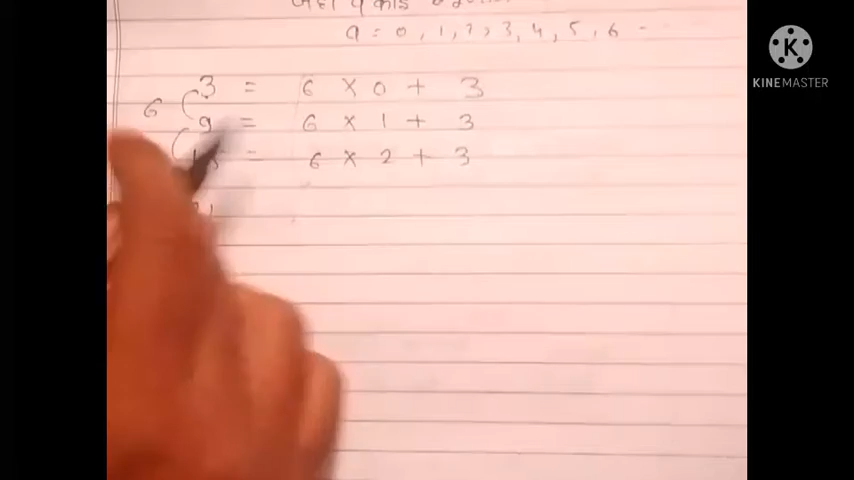 q = 0, 1, 2, 3, 4, 5, 6 --
3 = 6 × 0 + 3
6
9 = 6 × 1 + 3
= 6 × 2 + 3
KINEMASTER